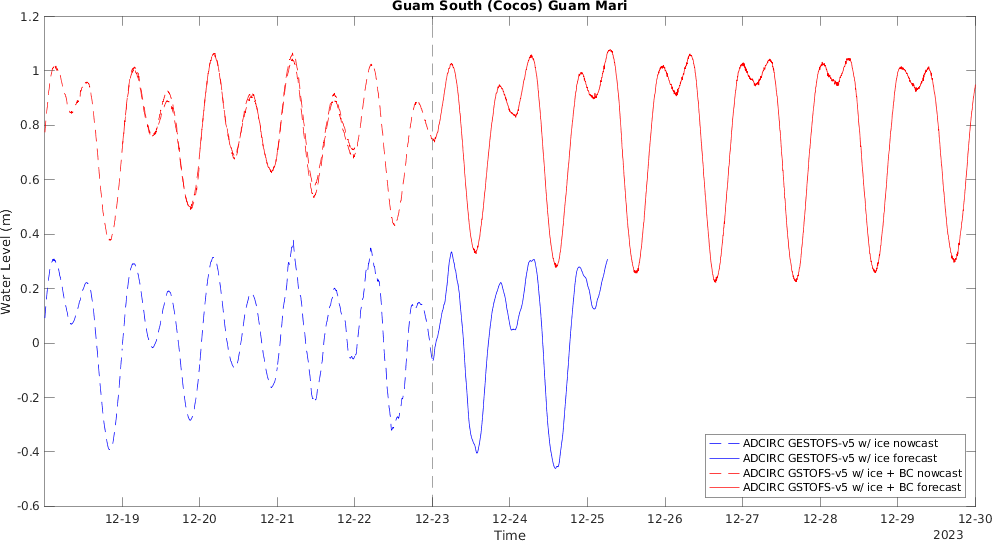 Guam South (Cocos) Guam Mari
Water Level (m)
1.2
1
0.8
0.6
0.4
0.2
0
-0.2
-0.4
-0.6
ADCIRC GESTOFS-v5 w/ ice nowcast
ADCIRC GESTOFS-v5 w/ ice forecast
ADCIRC GSTOFS-v5 w/ ice + BC nowcast
ADCIRC GSTOFS-v5 w/ ice + BC forecast
12-19 12-20 12-21 12-22 12-23 12-24 12-25 12-26 12-27 12-28 12-29 12-30
Time
2023